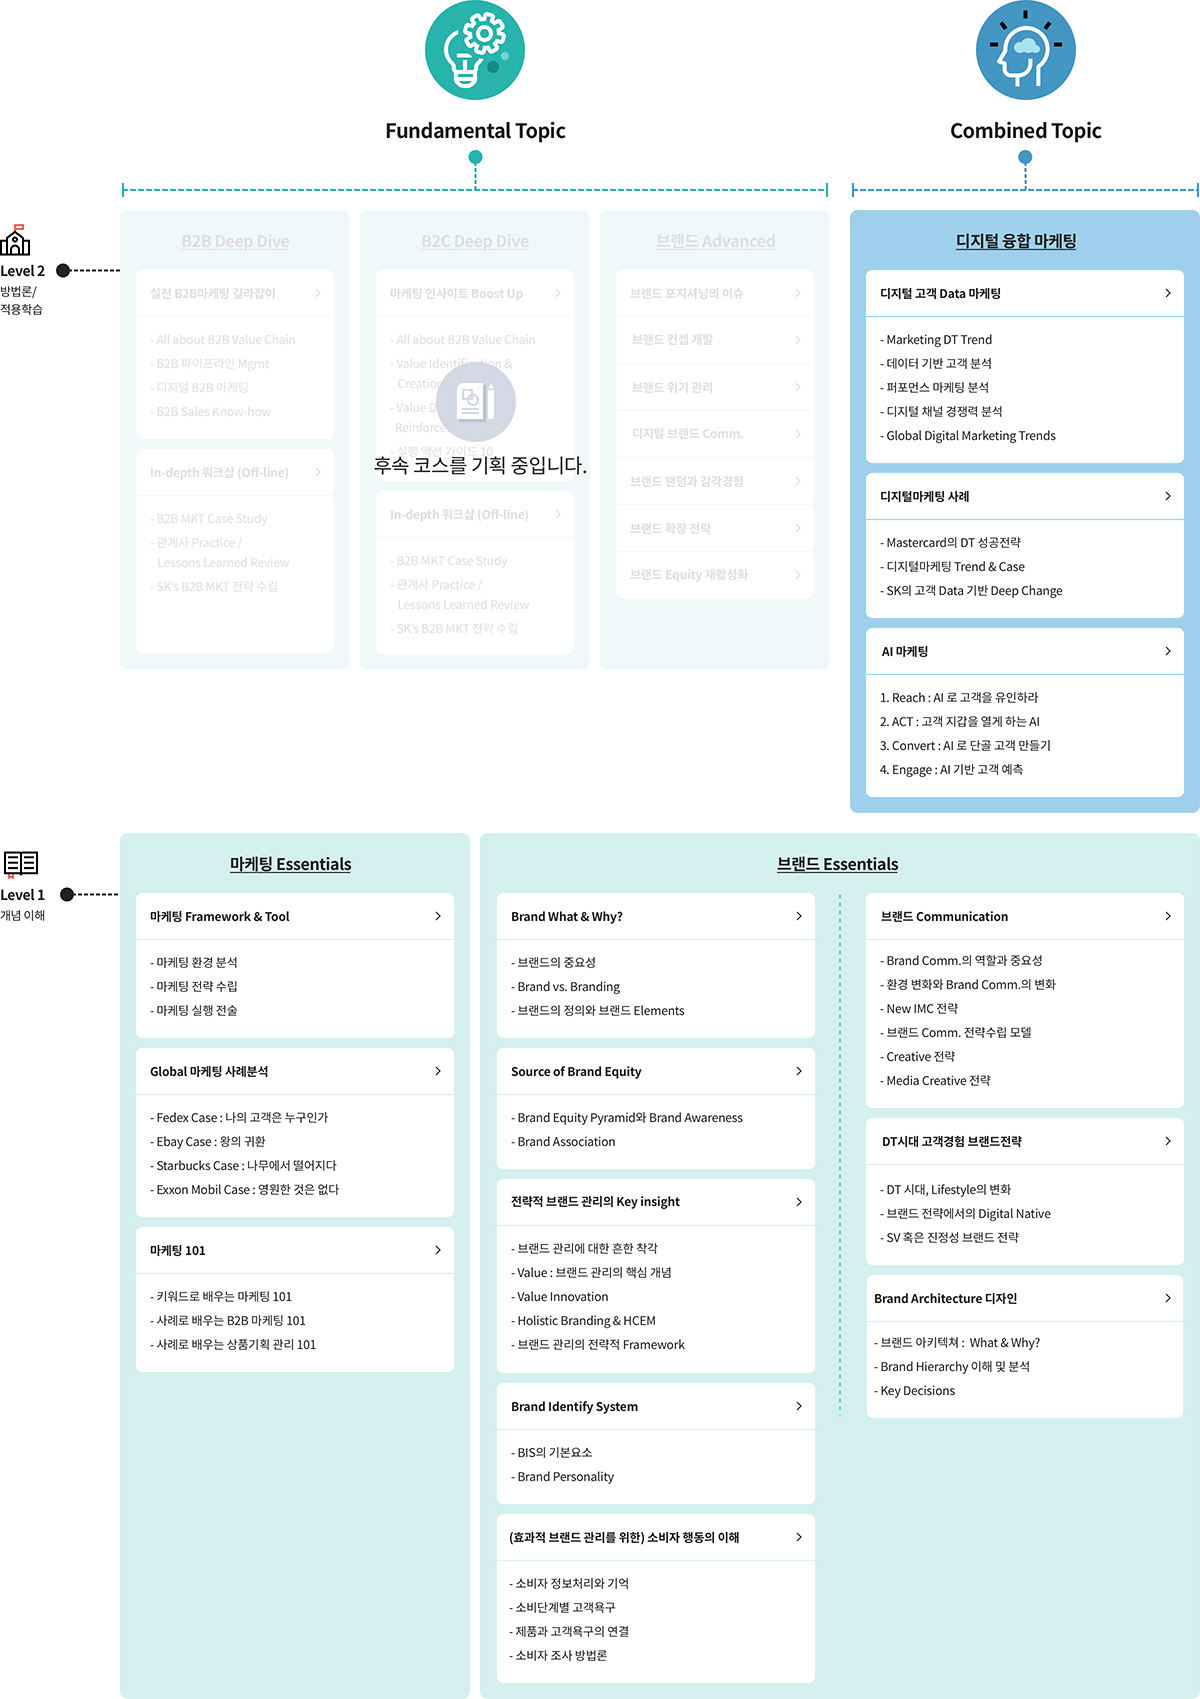 Fundamental Topic
Combined Topic
Level 2
방법론/
적용학습
B2B Deep Dive
실전 B2B마케팅 길라잡이
- All about B2B Value Chain
- B2B 파이프라인 Mgmt
- 디지털 B2B 마케팅
- B2B Sales Know-how
In-depth 워크샵 (Off-line)
- B2B MKT Case Study
- 관계사 Practice /
Lessons Learned Review
- SK's B2B MKT 전략 수립
B2C Deep Dive
마케팅 인사이트 Boost Up
- All about B2B Value Chain
- Value Identification &
Creation
- Value
Reinforce
- 실행 액션 가이드 10
후속 코스를 기획 중입니다.
In-depth 워크샵 (Off-line)
- B2B MKT Case Study
- 관계사 Practice /
Lessons Learned Review
- SK's B2B MKT 전략 수립
브랜드 Advanced
브랜드 포지셔닝의 이슈
브랜드 컨셉 개발
브랜드 위기 관리
디지털 브랜드 Comm.
브랜드 팬덤과 감각경험
브랜드 확장 전략
브랜드 Equity 재활성화
디지털 융합 마케팅
디지털 고객 Data 마케팅
- Marketing DT Trend
- 데이터 기반 고객 분석
- 퍼포먼스 마케팅 분석
- 디지털 채널 경쟁력 분석
- Global Digital Marketing Trends
디지털마케팅 사례
- Mastercard의 DT 성공전략
- 디지털마케팅 Trend & Case
- SK의 고객 Data 기반 Deep Change
AI 마케팅
1. Reach : AI 로 고객을 유인하라
2. ACT : 고객 지갑을 열게 하는 AI
3. Convert : AI 로 단골 고객 만들기
4. Engage : AI 기반 고객 예측
Level 1
개념 이해
마케팅 Essentials
마케팅 Framework & Tool
- 마케팅 환경 분석
- 마케팅 전략 수립
- 마케팅 실행 전술
Global 마케팅 사례분석
- Fedex Case : 나의 고객은 누구인가
- Ebay Case : 왕의 귀환
- Starbucks Case : 나무에서 떨어지다
- Exxon Mobil Case : 영원한 것은 없다
마케팅 101
- 키워드로 배우는 마케팅 101
- 사례로 배우는 B2B 마케팅 101
- 사례로 배우는 상품기획 관리 101
브랜드 Essentials
Brand What & Why?
- 브랜드의 중요성
- Brand vs. Branding
- 브랜드의 정의와 브랜드 Elements
Source of Brand Equity
- Brand Equity Pyramid와 Brand Awareness
- Brand Association
전략적 브랜드 관리의 Key insight
- 브랜드 관리에 대한 흔한 착각
- Value : 브랜드 관리의 핵심 개념
- Value Innovation
- Holistic Branding & HCEM
- 브랜드 관리의 전략적 Framework
Brand Identify System
- BIS의 기본요소
- Brand Personality
(효과적 브랜드 관리를 위한) 소비자 행동의 이해
- 소비자 정보처리와 기억
- 소비단계별 고객욕구
- 제품과 고객욕구의 연결
- 소비자 조사 방법론
브랜드 Communication
- Brand Comm.의 역할과 중요성
- 환경 변화와 Brand Comm.의 변화
- New IMC 전략
- 브랜드 Comm. 전략수립 모델
- Creative 전략
- Media Creative 전략
DT시대 고객경험 브랜드전략
- DT 시대, Lifestyle의 변화
- 브랜드 전략에서의 Digital Native
- SV 혹은 진정성 브랜드 전략
Brand Architecture 디자인
- 브랜드 아키텍쳐 : What & Why?
- Brand Hierarchy 이해 및 분석
- Key Decisions